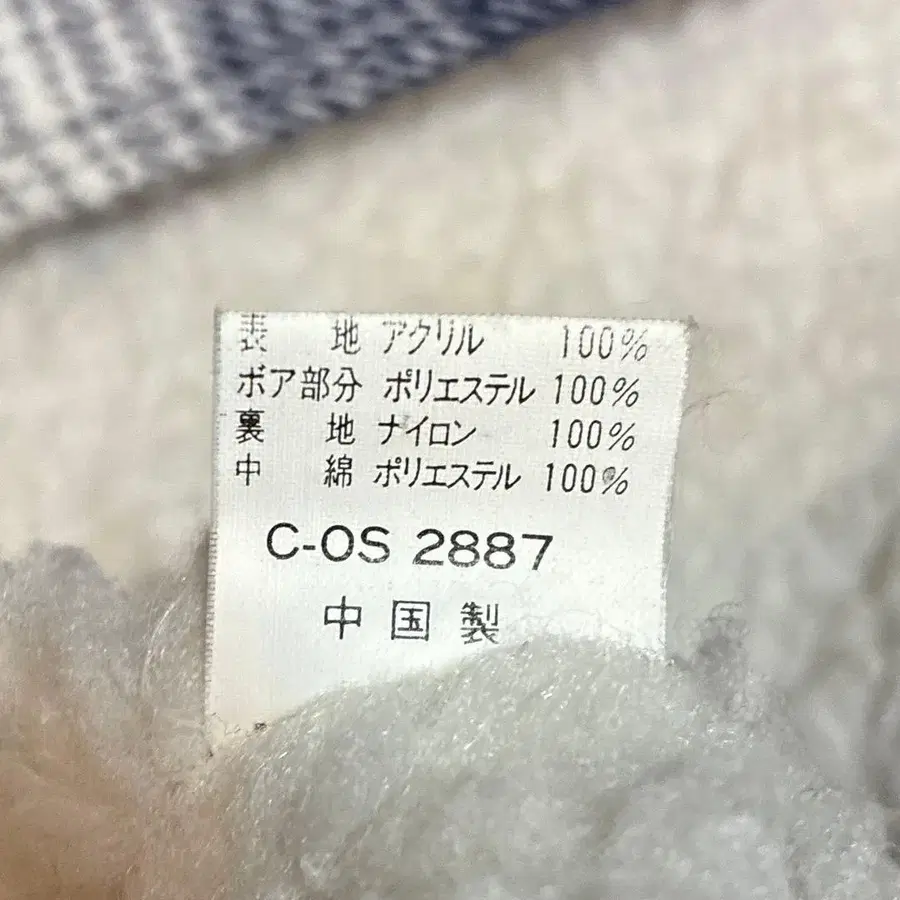 表 地 アクリル 100%
ボア部分 ポリエステル 100%
裏 地 ナイロン 100%
中 綿 ポリエステル 100%
C-OS 2887
中国製